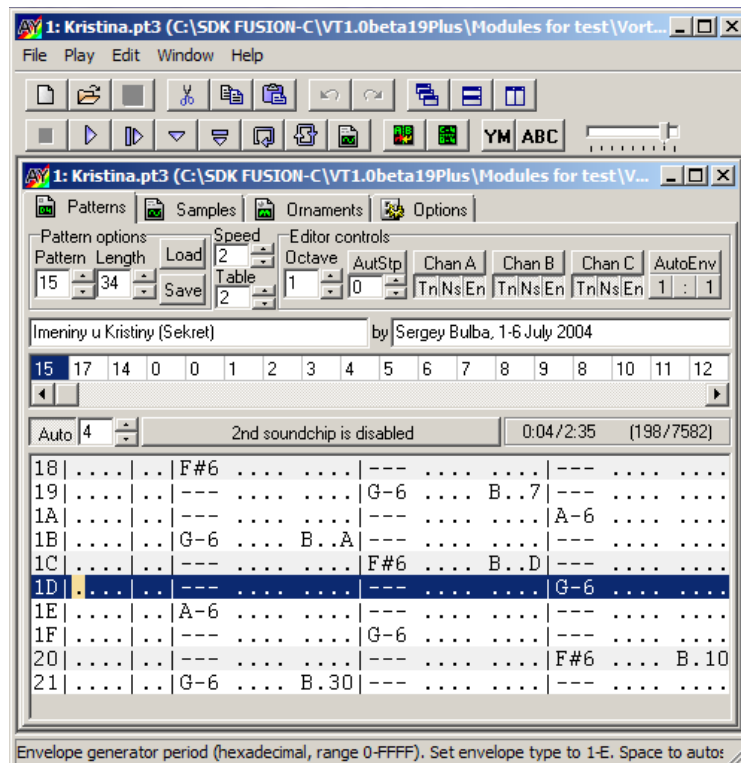 1: Kristina.pt3 (C:\SDK FUSION-C\VT1.0beta19Plus\Modules for test\Vort...
File Play Edit Window Help
YM ABC
1: Kristina.pt3 (C:\SDK FUSION-C\VT1.0beta19Plus\Modules for test\V...
Patterns Samples Ornaments Options
Pattern options Speed Editor controls
Pattern Length Load 2 Octave AutStp Chan A Chan B Chan C AutoEnv
15 34 Save Table 2 1 0 Tn Ns En Tn Ns En Tn Ns En 1 : 1
Imeniny u Kristiny (Sekret) by Sergey Bulba, 1-6 July 2004
15 17 14 0 0 1 2 3 4 5 6 7 8 9 8 10 11 12
Auto 4 2nd soundchip is disabled 0:04/2:35 (198/7582)
18|....|..|F#6 .... ....|--- .... ....|--- .... ....
19|....|..|--- .... ....|G-6 .... B..7|--- .... ....
1A|....|..|--- .... ....|--- .... ....|A-6 .... ....
1B|....|..|G-6 .... B..A|--- .... ....|--- .... ....
1C|....|..|--- .... ....|F#6 .... B..D|--- .... ....
1D|....|..|--- .... ....|--- .... ....|G-6 .... ....
1E|....|..|A-6 .... ....|--- .... ....|--- .... ....
1F|....|..|--- .... ....|G-6 .... ....|--- .... ....
20|....|..|--- .... ....|--- .... ....|F#6 .... B.10
21|....|..|G-6 .... B.30|--- .... ....|--- .... ....
Envelope generator period (hexadecimal, range 0-FFFF). Set envelope type to 1-E. Space to autos